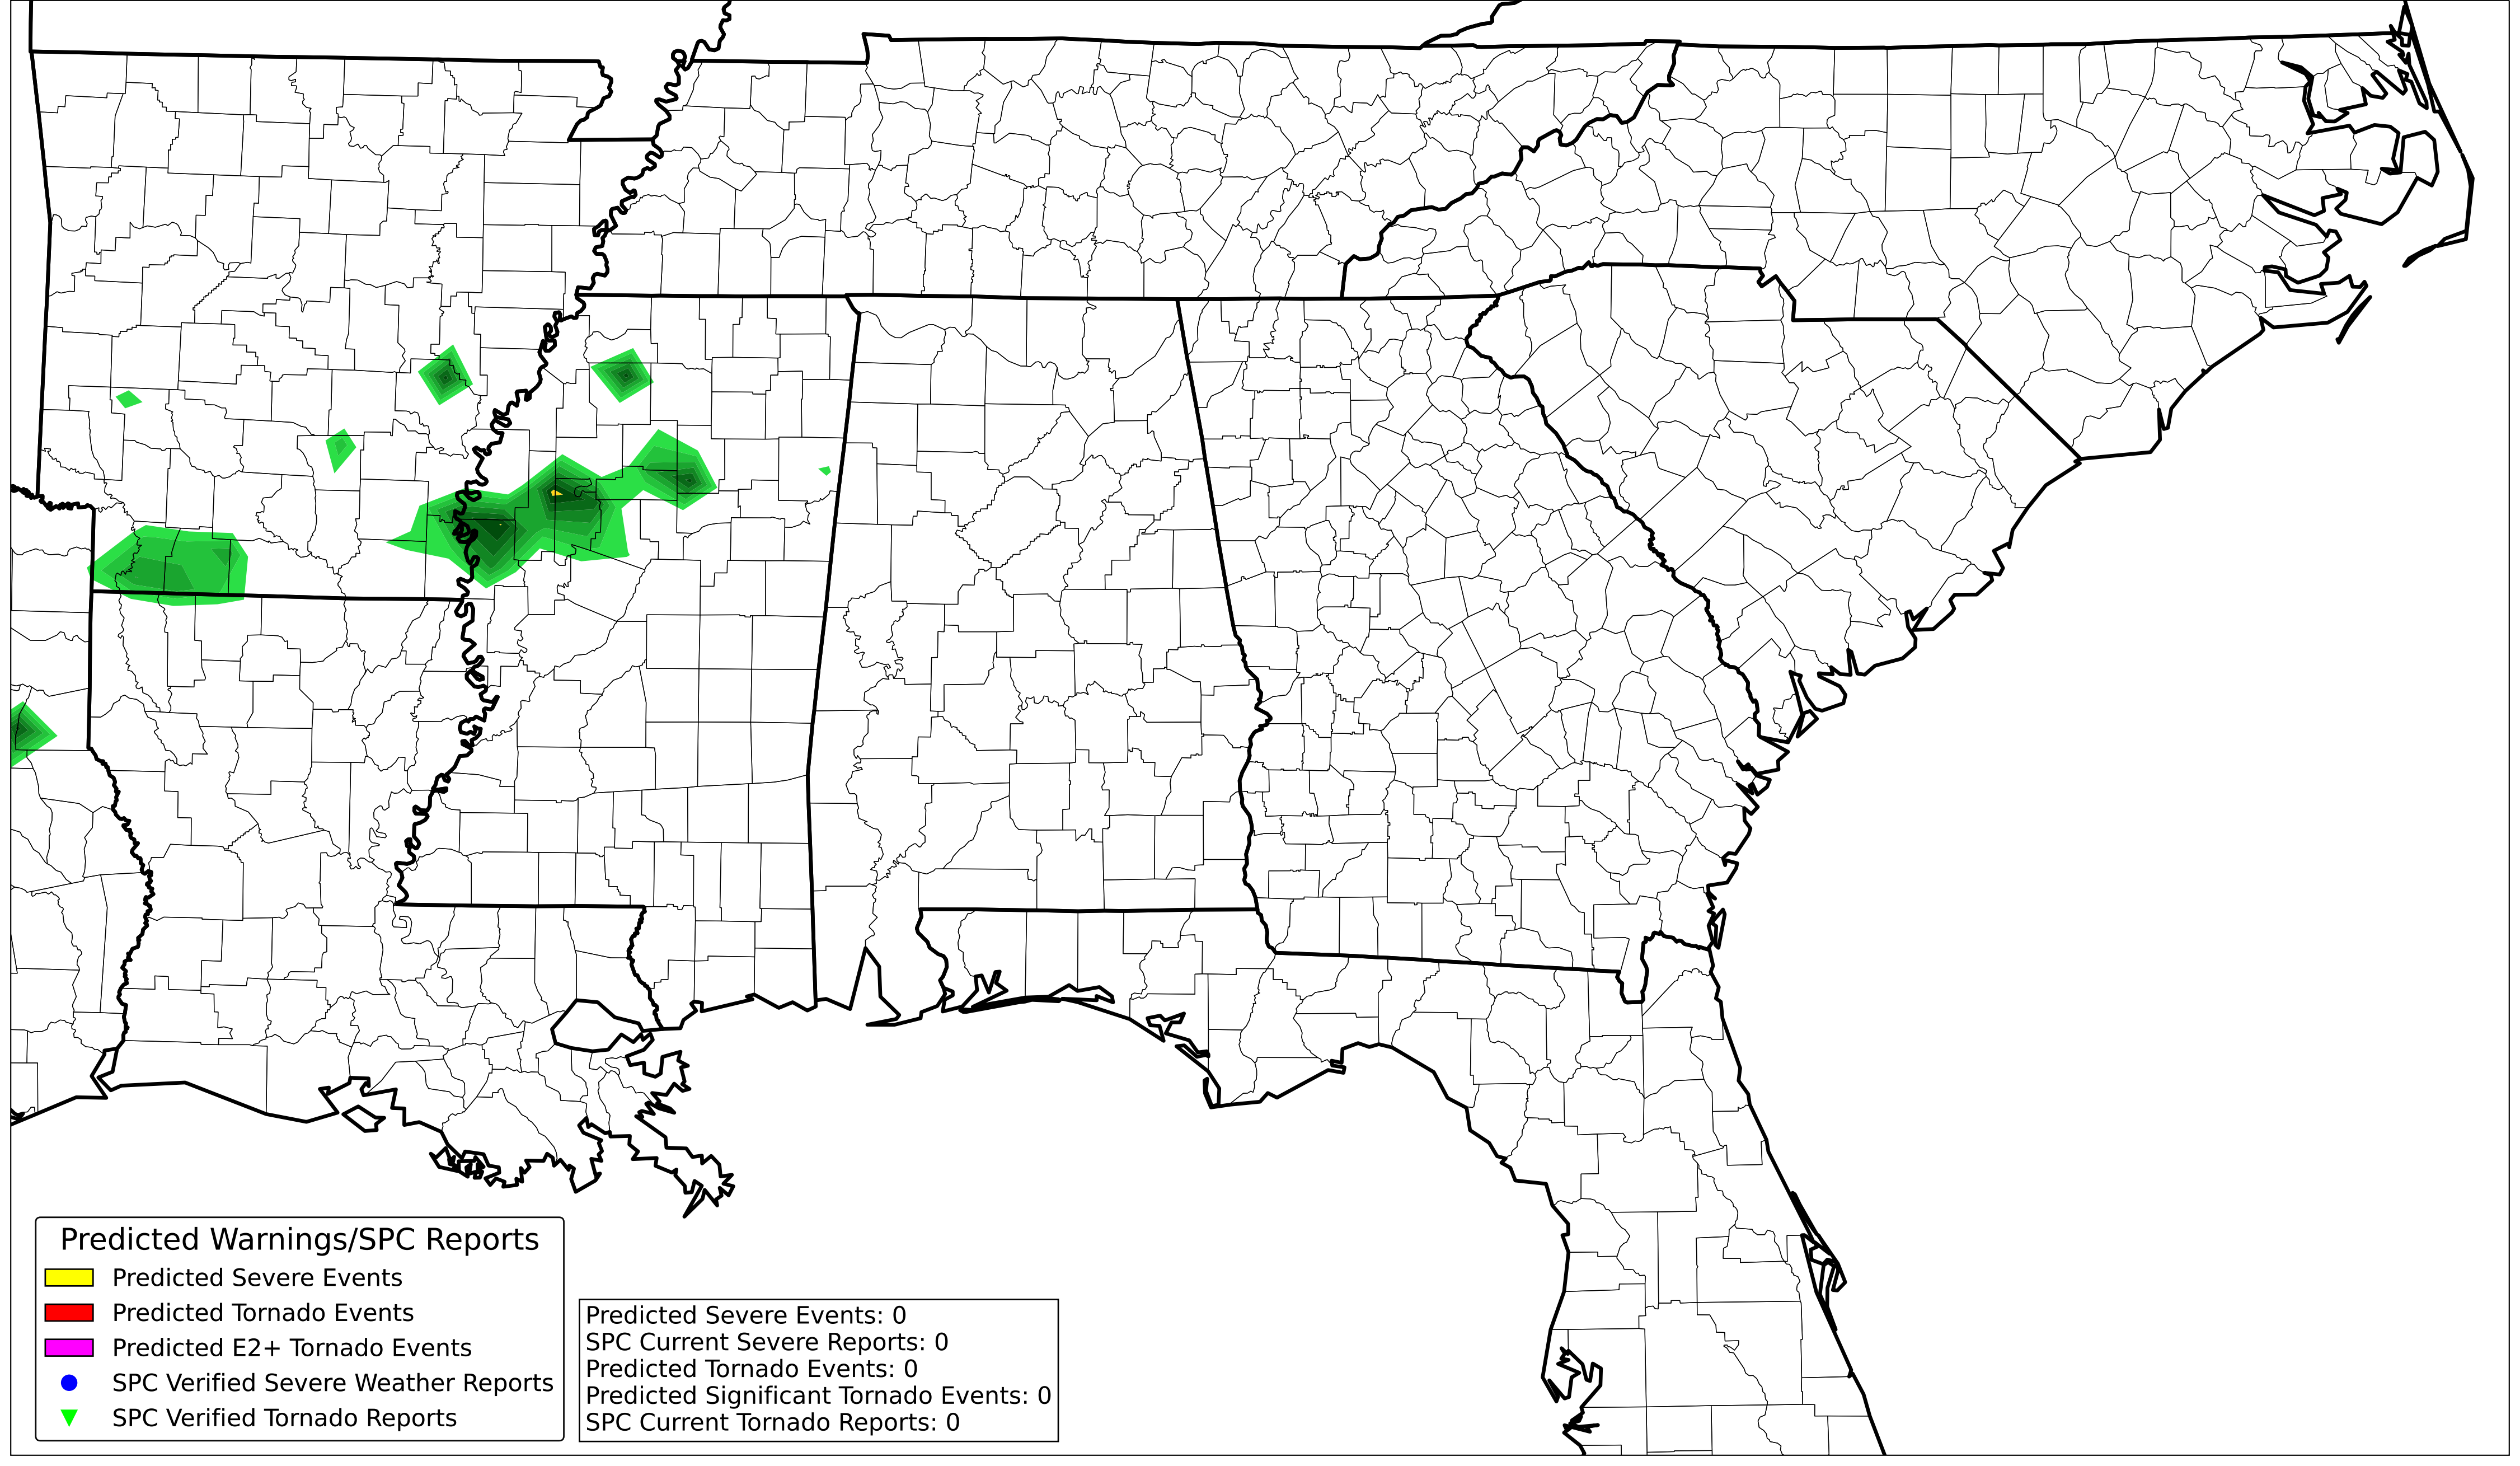 Predicted Warnings/SPC Reports
Predicted Severe Events
Predicted Tornado Events
Predicted E2+ Tornado Events
SPC Verified Severe Weather Reports
SPC Verified Tornado Reports
Predicted Severe Events: 0
SPC Current Severe Reports: 0
Predicted Tornado Events: 0
Predicted Significant Tornado Events: 0
SPC Current Tornado Reports: 0